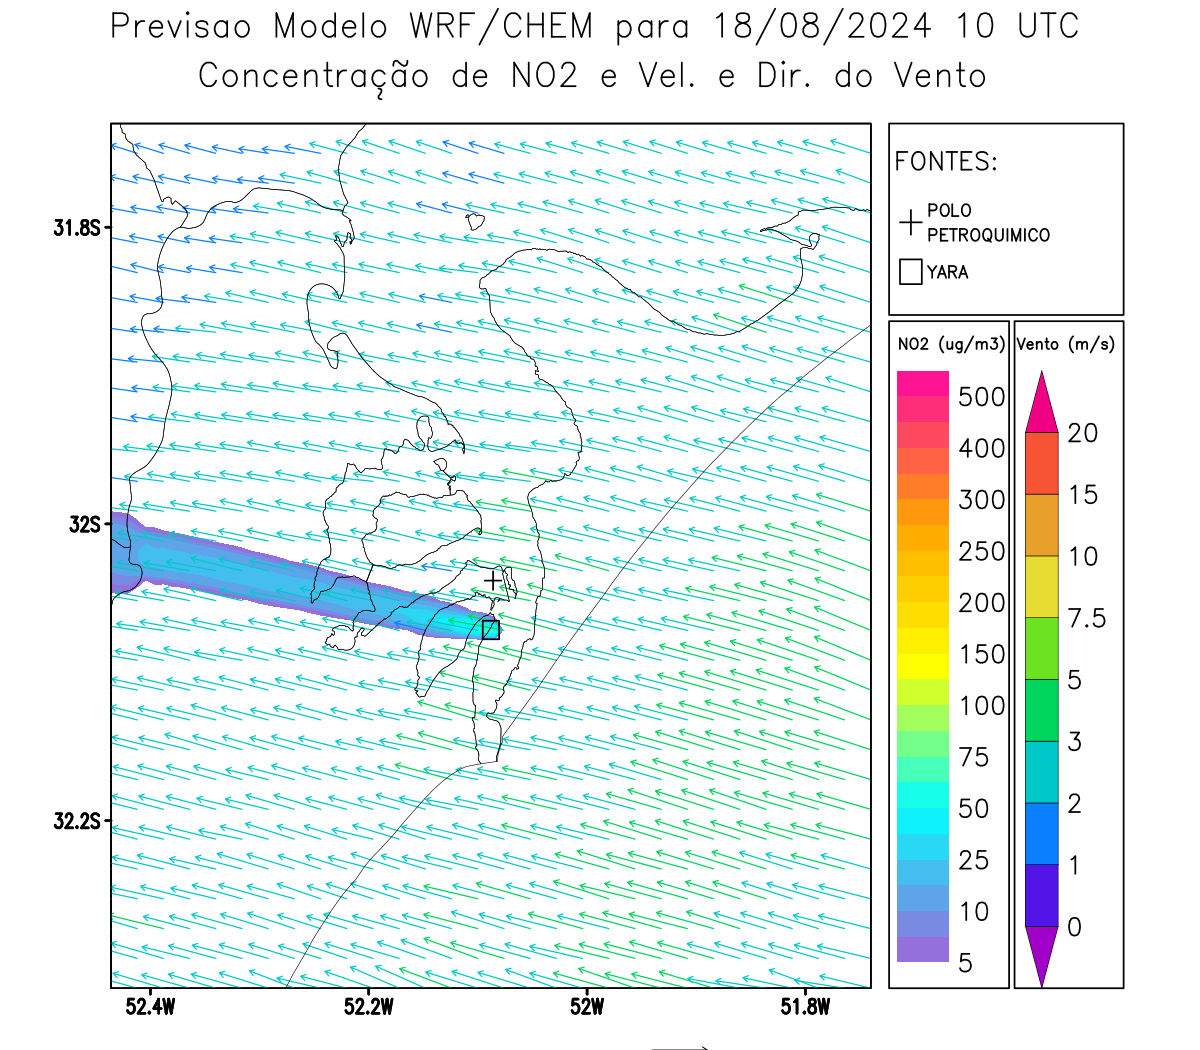 Previsao Modelo WRF/CHEM para 18/08/2024 10 UTC
Concentração de NO2 e Vel. e Dir. do Vento
FONTES:
POLO
PETROQUIMICO
YARA
NO2 (ug/m3)
500
400
300
250
200
150
100
75
50
25
10
5
Vento (m/s)
20
15
10
7.5
5
3
2
1
0
31.8S
32S
32.2S
52.4W
52.2W
52W
51.8W